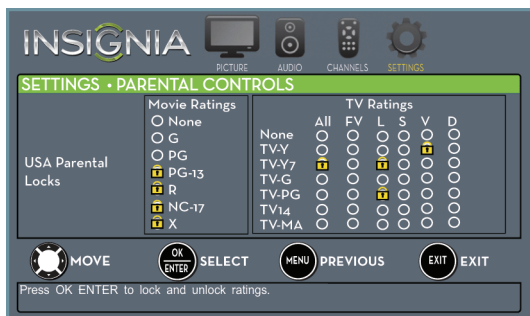 INSIGNIA
PICTURE AUDIO CHANNELS SETTINGS
SETTINGS • PARENTAL CONTROLS
USA Parental
Locks
Movie Ratings
None
G
PG
PG-13
R
NC-17
X
TV Ratings
All FV L S V D
None
TV-Y
TV-Y7
TV-G
TV-PG
TV14
TV-MA
MOVE
OK
ENTER
SELECT
MENU
PREVIOUS
EXIT
EXIT
Press OK ENTER to lock and unlock ratings.